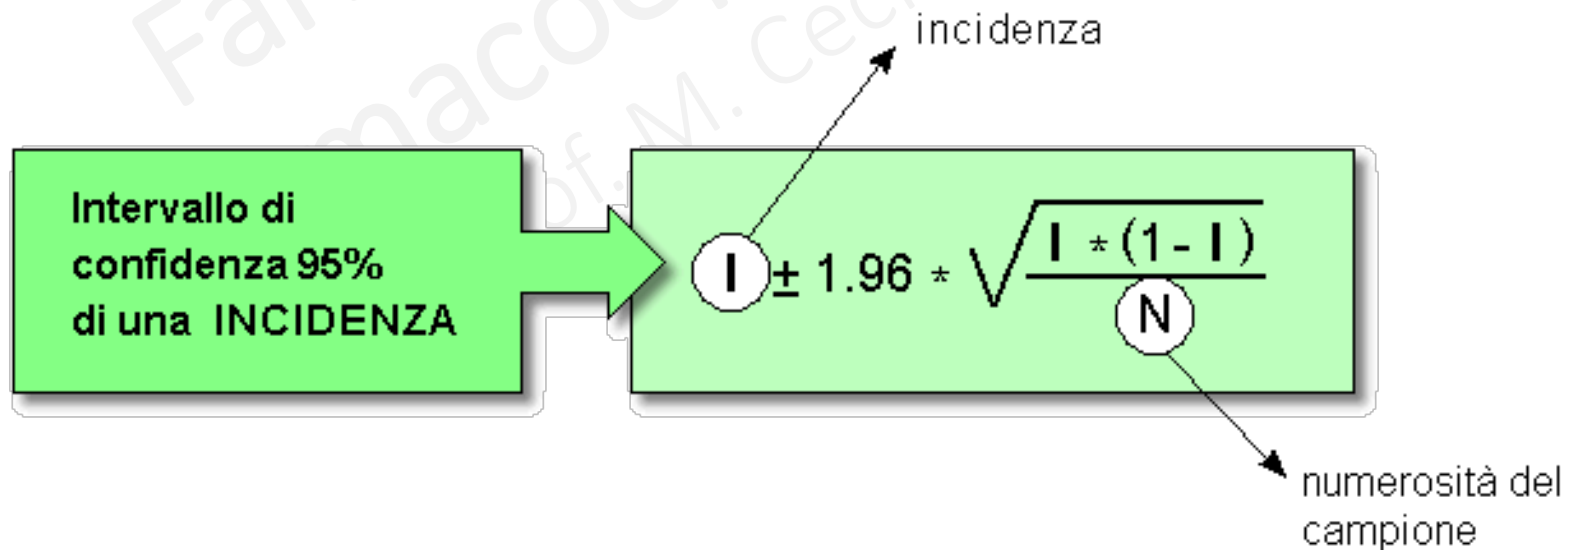 incidenza
Intervallo di
confidenza 95%
di una INCIDENZA
I ± 1.96 * √ I * (1 - I)
N
numerosità del
campione